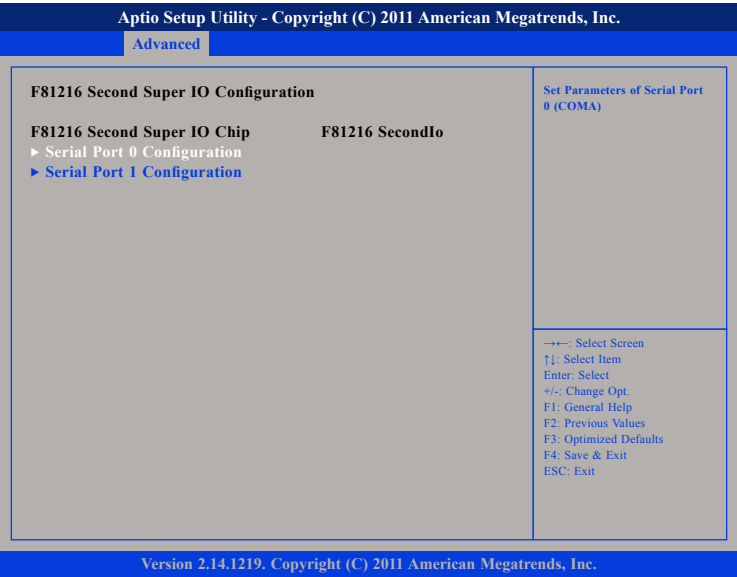 Aptio Setup Utility - Copyright (C) 2011 American Megatrends, Inc.
Advanced
F81216 Second Super IO Configuration
F81216 Second Super IO Chip F81216 SecondIo
▶ Serial Port 0 Configuration
▶ Serial Port 1 Configuration
Set Parameters of Serial Port
0 (COMA)
→←: Select Screen
↑↓: Select Item
Enter: Select
+/-: Change Opt.
F1: General Help
F2: Previous Values
F3: Optimized Defaults
F4: Save & Exit
ESC: Exit
Version 2.14.1219. Copyright (C) 2011 American Megatrends, Inc.